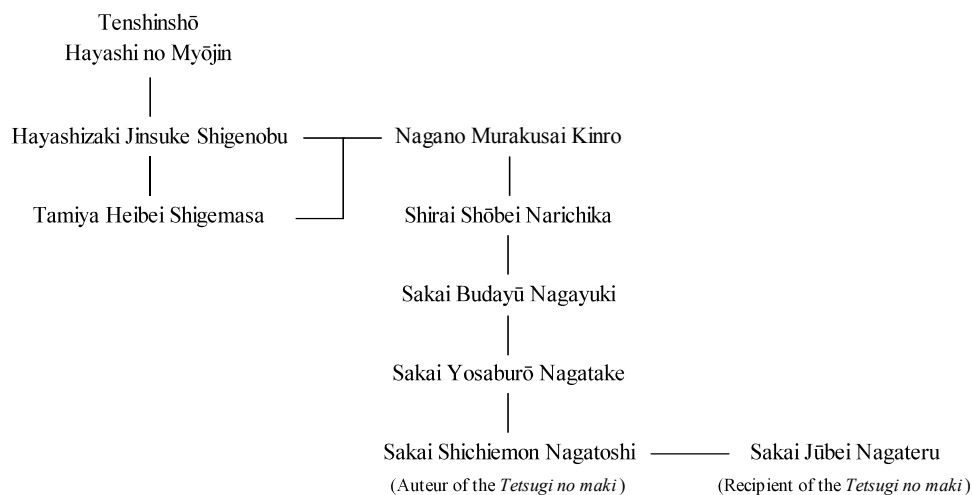 Tenshinshō
Hayashi no Myōjin
Hayashizaki Jinsuke Shigenobu
Nagano Murakusai Kinro
Tamiya Heibei Shigemasa
Shirai Shōbei Narichika
Sakai Budayū Nagayuki
Sakai Yosaburō Nagatake
Sakai Shichiemon Nagatoshi
Sakai Jūbei Nagateru
(Auteur of the Tetsugi no maki )
(Recipient of the Tetsugi no maki )